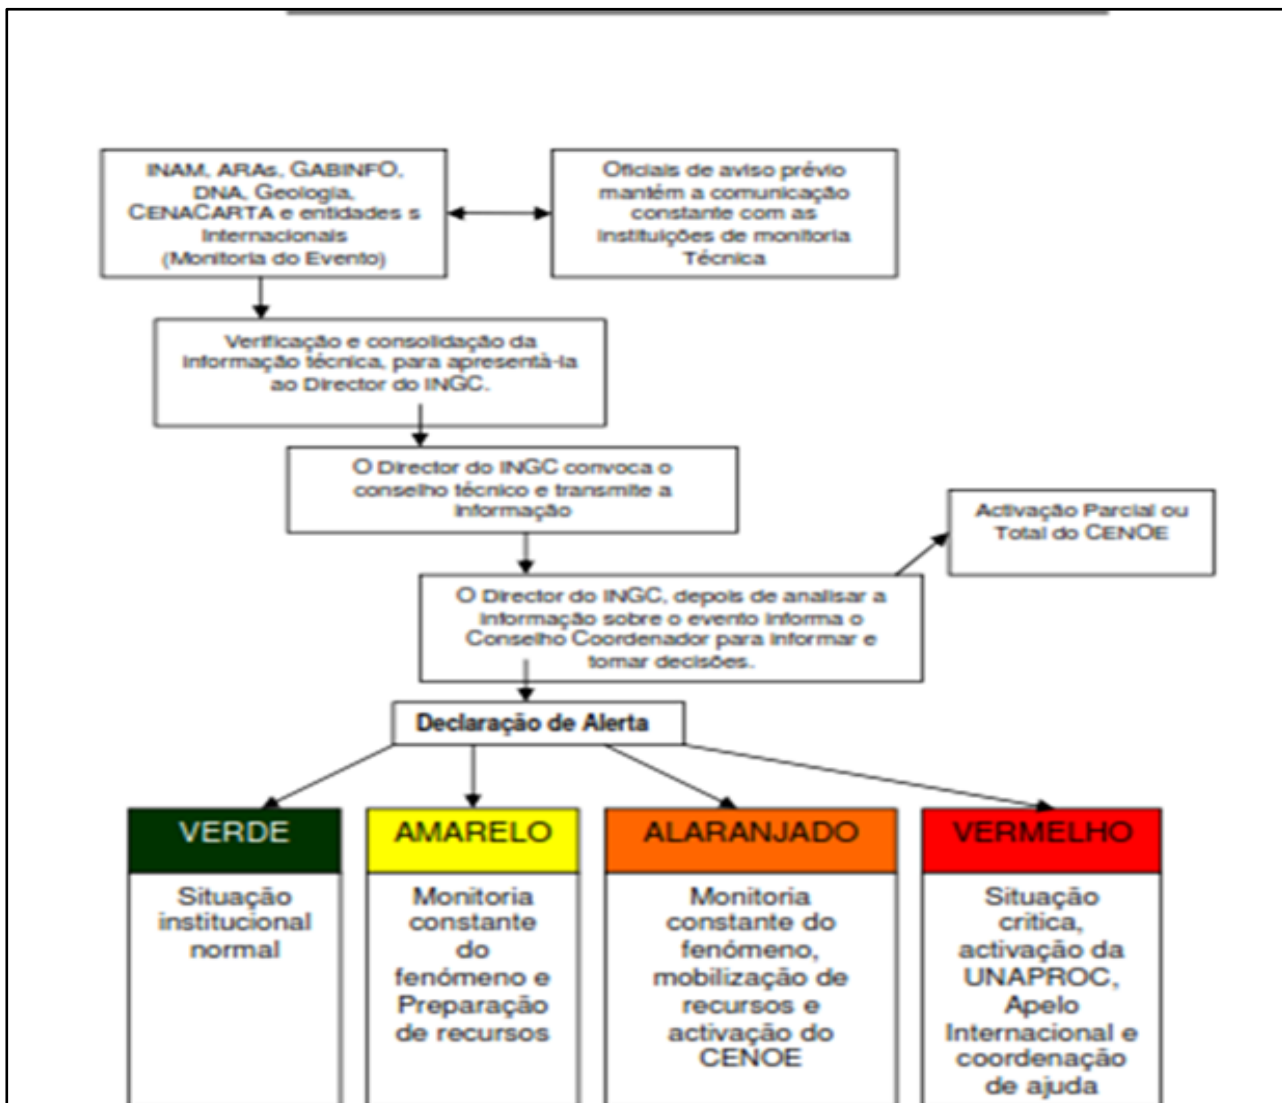 INAM, ARAs, GABINFO,
DNA, Geologia,
CENACARTA e entidades s
Internacionais
(Monitoria do Evento)
Oficiais de aviso prévio
mantém a comunicação
constante com as
instituições de monitoria
Técnica
Verificação e consolidação da
informação técnica, para apresentà-la
ao Director do INGC.
O Director do INGC convoca o
conselho técnico e transmite a
informação
Activação Parcial ou
Total do CENOE
O Director do INGC, depois de analisar a
informação sobre o evento informa o
Conselho Coordenador para informar e
tomar decisões.
Declaração de Alerta
VERDE
Situação
institucional
normal
AMARELO
Monitoria
constante
do
fenómeno e
Preparação
de recursos
ALARANJADO
Monitoria
constante do
fenómeno,
mobilização de
recursos e
activação do
CENOE
VERMELHO
Situação
critica,
activação da
UNAPROC,
Apelo
Internacional e
coordenação
de ajuda